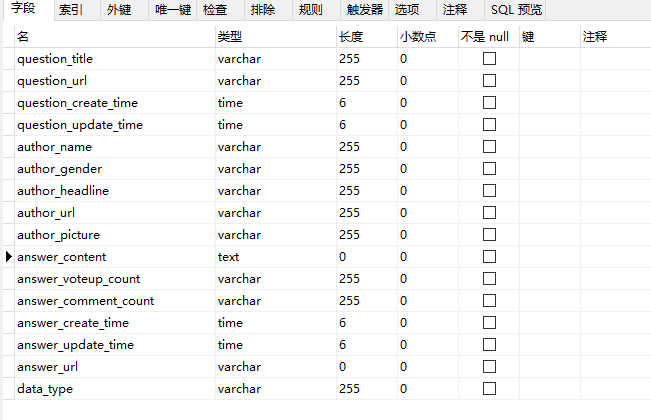 字段 索引 外键 唯一键 检查 排除 规则 触发器 选项 注释 SQL 预览
名 类型 长度 小数点 不是 null 键 注释
question_title varchar 255 0
question_url varchar 255 0
question_create_time time 6 0
question_update_time time 6 0
author_name varchar 255 0
author_gender varchar 255 0
author_headline varchar 255 0
author_url varchar 255 0
author_picture varchar 255 0
answer_content text 0 0
answer_voteup_count varchar 255 0
answer_comment_count varchar 255 0
answer_create_time time 6 0
answer_update_time time 6 0
answer_url varchar 0 0
data_type varchar 255 0